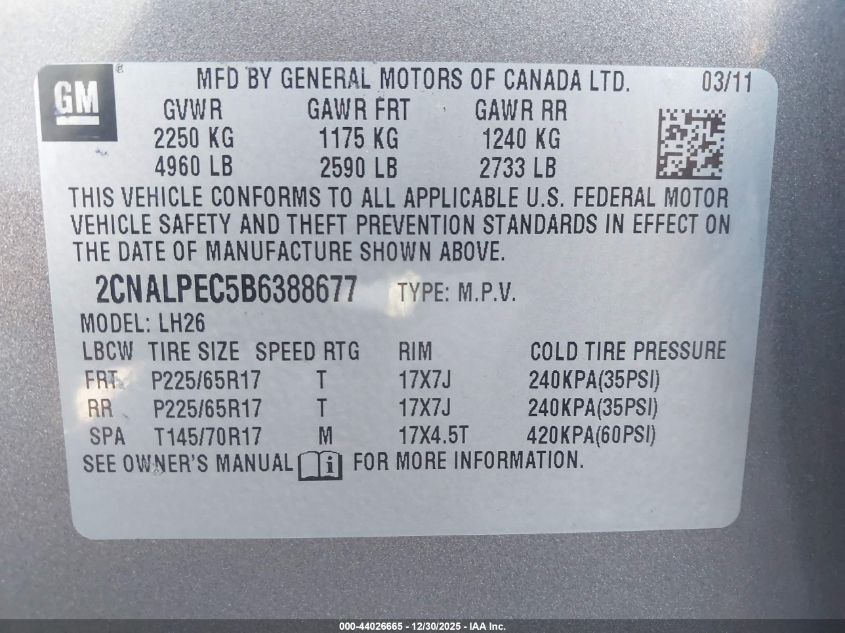 GM ®
MFD BY GENERAL MOTORS OF CANADA LTD. 03/11
GVWR GAWR FRT GAWR RR
2250 KG 1175 KG 1240 KG
4960 LB 2590 LB 2733 LB
THIS VEHICLE CONFORMS TO ALL APPLICABLE U.S. FEDERAL MOTOR
VEHICLE SAFETY AND THEFT PREVENTION STANDARDS IN EFFECT ON
THE DATE OF MANUFACTURE SHOWN ABOVE.
2CNALPEC5B6388677 TYPE: M.P.V.
MODEL: LH26
LBCW TIRE SIZE SPEED RTG RIM COLD TIRE PRESSURE
FRT P225/65R17 T 17X7J 240KPA(35PSI)
RR P225/65R17 T 17X7J 240KPA(35PSI)
SPA T145/70R17 M 17X4.5T 420KPA(60PSI)
SEE OWNER'S MANUAL i FOR MORE INFORMATION.
000-44026665 - 12/30/2025 - IAA Inc.